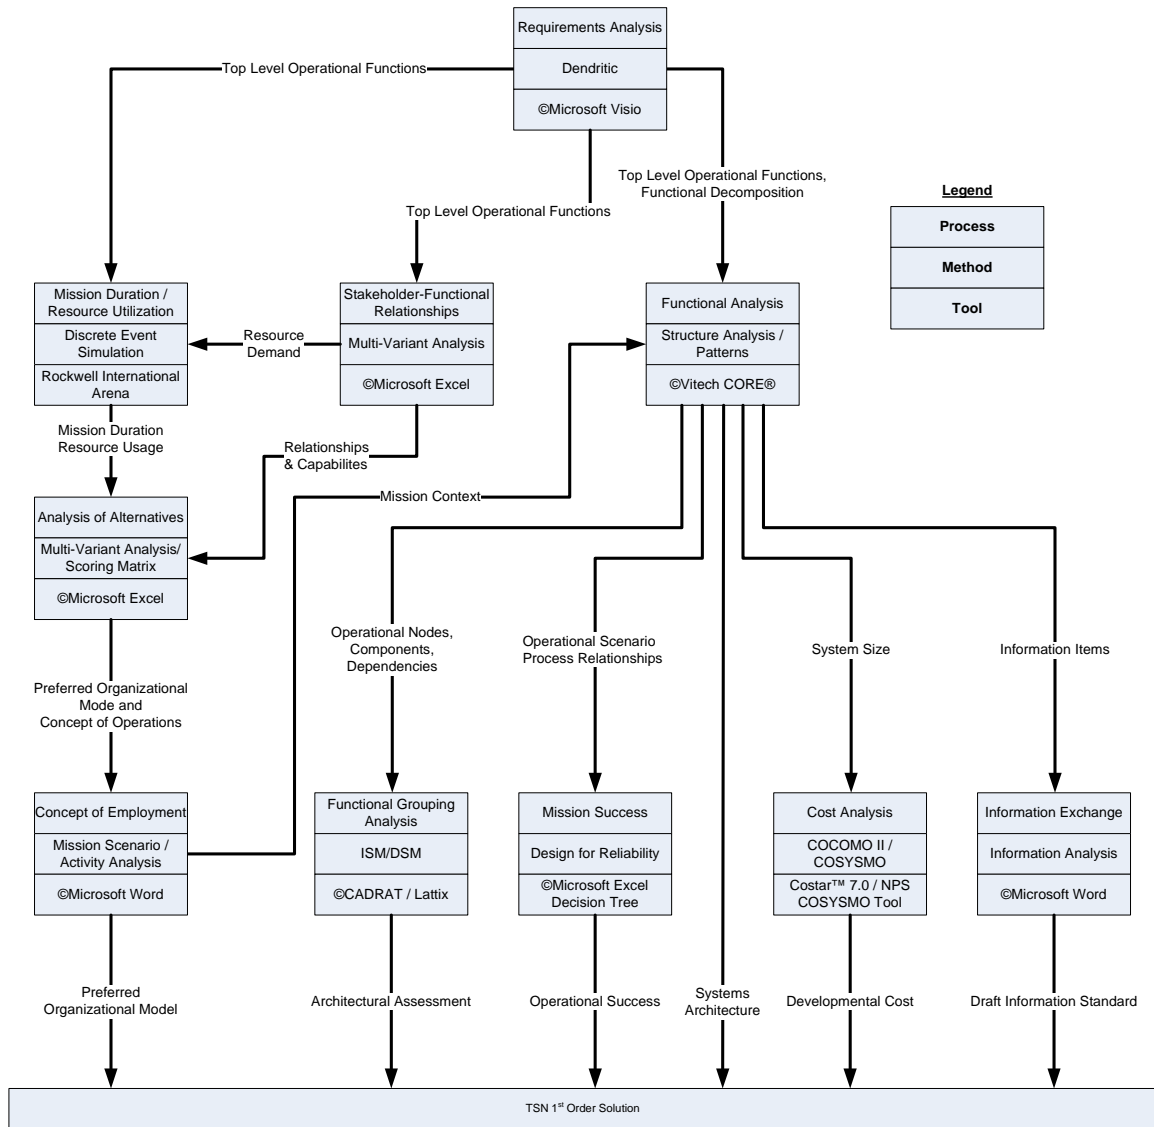 Requirements Analysis
Dendritic
©Microsoft Visio
Top Level Operational Functions
Top Level Operational Functions,
Functional Decomposition
Top Level Operational Functions
Legend
Process
Method
Tool
Mission Duration /
Resource Utilization
Discrete Event
Simulation
Rockwell International
Arena
Resource
Demand
Stakeholder-Functional
Relationships
Multi-Variant Analysis
©Microsoft Excel
Functional Analysis
Structure Analysis /
Patterns
©Vitech CORE®
Mission Duration
Resource Usage
Relationships
& Capabilites
Mission Context
Analysis of Alternatives
Multi-Variant Analysis/
Scoring Matrix
©Microsoft Excel
Operational Nodes,
Components,
Dependencies
Operational Scenario
Process Relationships
System Size
Information Items
Preferred Organizational
Mode and
Concept of Operations
Concept of Employment
Mission Scenario /
Activity Analysis
©Microsoft Word
Functional Grouping
Analysis
ISM/DSM
©CADRAT / Lattix
Mission Success
Design for Reliability
©Microsoft Excel
Decision Tree
Cost Analysis
COCOMO II /
COSYSMO
Costar™ 7.0 / NPS
COSYSMO Tool
Information Exchange
Information Analysis
©Microsoft Word
Preferred
Organizational Model
Architectural Assessment
Operational Success
Systems
Architecture
Developmental Cost
Draft Information Standard
TSN 1st Order Solution